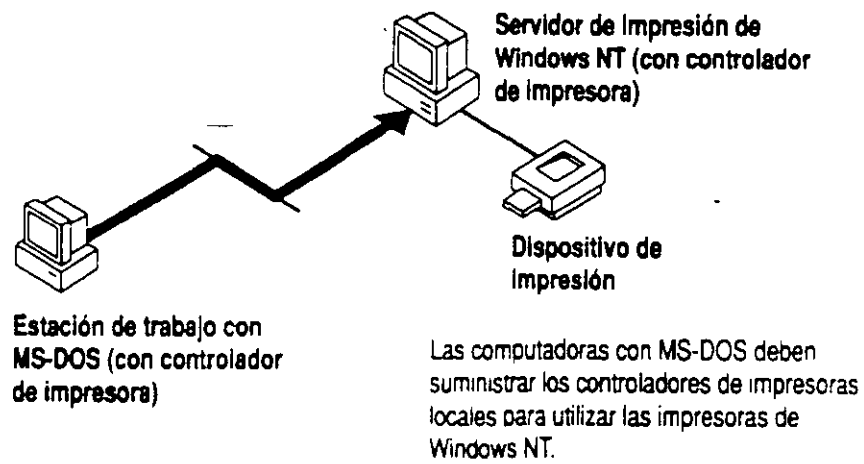 Servidor de Impresión de
Windows NT (con controlador
de impresora)
Dispositivo de
Impresión
Estación de trabajo con
MS-DOS (con controlador
de impresora)
Las computadoras con MS-DOS deben
suministrar los controladores de impresoras
locales para utilizar las impresoras de
Windows NT.